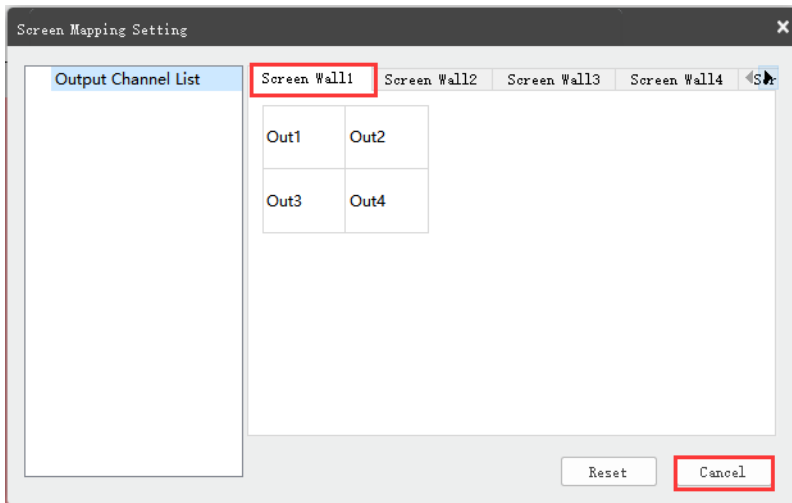 Screen Mapping Setting
Output Channel List
Screen Wall1 Screen Wall2 Screen Wall3 Screen Wall4
Out1 Out2
Out3 Out4
Reset Cancel